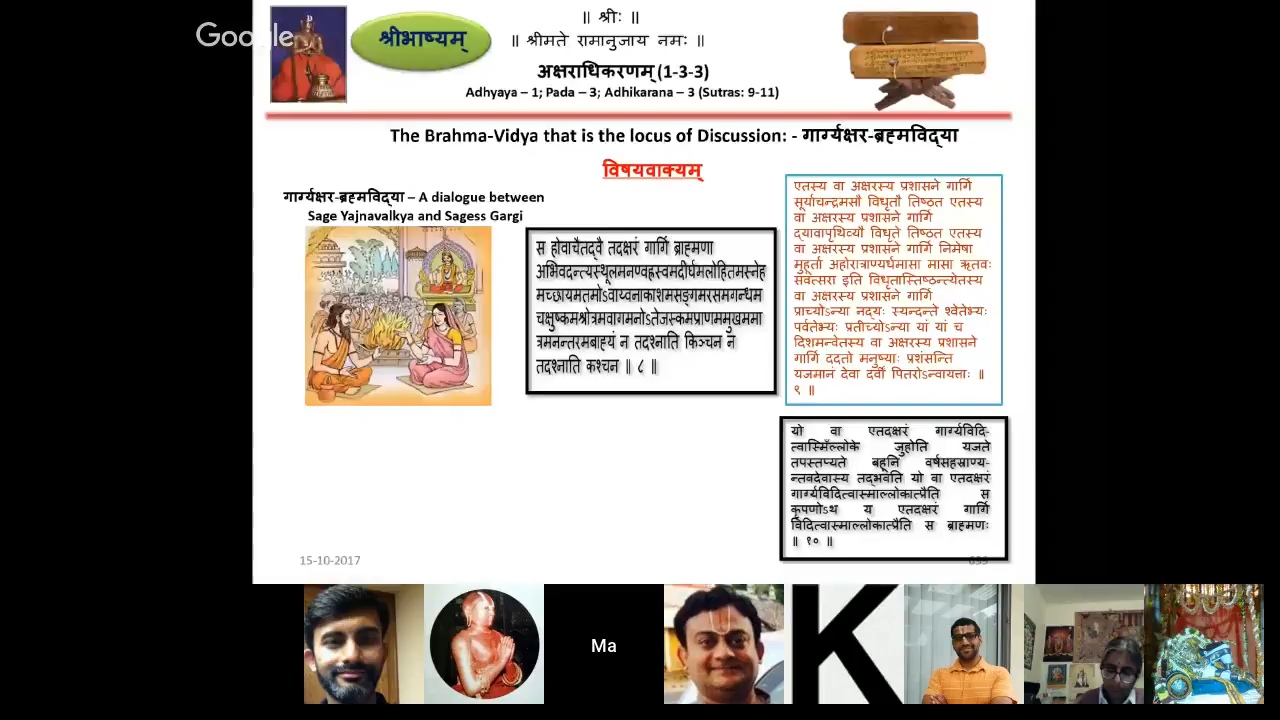 Google
श्रीभाष्यम्
॥ श्रीः ॥
॥ श्रीमते रामानुजाय नमः ॥
अक्षराधिकरणम् (1-3-3)
Adhyaya – 1; Pada – 3; Adhikarana – 3 (Sutras: 9-11)
The Brahma-Vidya that is the locus of Discussion: - गार्ग्यक्षर-ब्रह्मविद्या
विषयवाक्यम्
गार्ग्यक्षर-ब्रह्मविद्या – A dialogue between
Sage Yajnavalkya and Sagess Gargi
स होवाचैतद्वै तदक्षरं गार्गि ब्राह्मणा
अभिवदन्त्यस्थूलमनण्वह्रस्वमदीर्घमलोहितमस्नेह
मच्छायमतमोऽवाय्वनाकाशमसङ्गमरसमगन्धम
चक्षुष्कमश्रोत्रमवागमनोऽतेजस्कमप्राणममुखममा
त्रमनन्तरमबाह्यं न तदश्नाति किञ्चन न
तदश्नाति कश्चन ॥ ८ ॥
एतस्य वा अक्षरस्य प्रशासने गार्गि
सूर्याचन्द्रमसौ विधृतौ तिष्ठत एतस्य
वा अक्षरस्य प्रशासने गार्गि
द्यावापृथिव्यौ विधृते तिष्ठत एतस्य
वा अक्षरस्य प्रशासने गार्गि निमेषा
मुहूर्ता अहोरात्राण्यर्धमासा मासा ऋतवः
संवत्सरा इति विधृतास्तिष्ठन्त्येतस्य
वा अक्षरस्य प्रशासने गार्गि
प्राच्योऽन्या नद्यः स्यन्दन्ते श्वेतेभ्यः
पर्वतेभ्यः प्रतीच्योऽन्या यां यां च
दिशमन्वेतस्य वा अक्षरस्य प्रशासने
गार्गि ददतो मनुष्याः प्रशंसन्ति
यजमानं देवा दर्वीं पितरोऽन्वायत्ताः ॥
९ ॥
यो वा एतदक्षरं गार्ग्यविदि-
त्वास्मिँल्लोके जुहोति यजते
तपस्तप्यते बहूनि वर्षसहस्राण्य-
न्तवदेवास्य तद्भवति यो वा एतदक्षरं
गार्ग्यविदित्वास्माल्लोकात्प्रैति स
कृपणोऽथ य एतदक्षरं गार्गि
विदित्वास्माल्लोकात्प्रैति स ब्राह्मणः
॥ १० ॥
15-10-2017
Ma
K